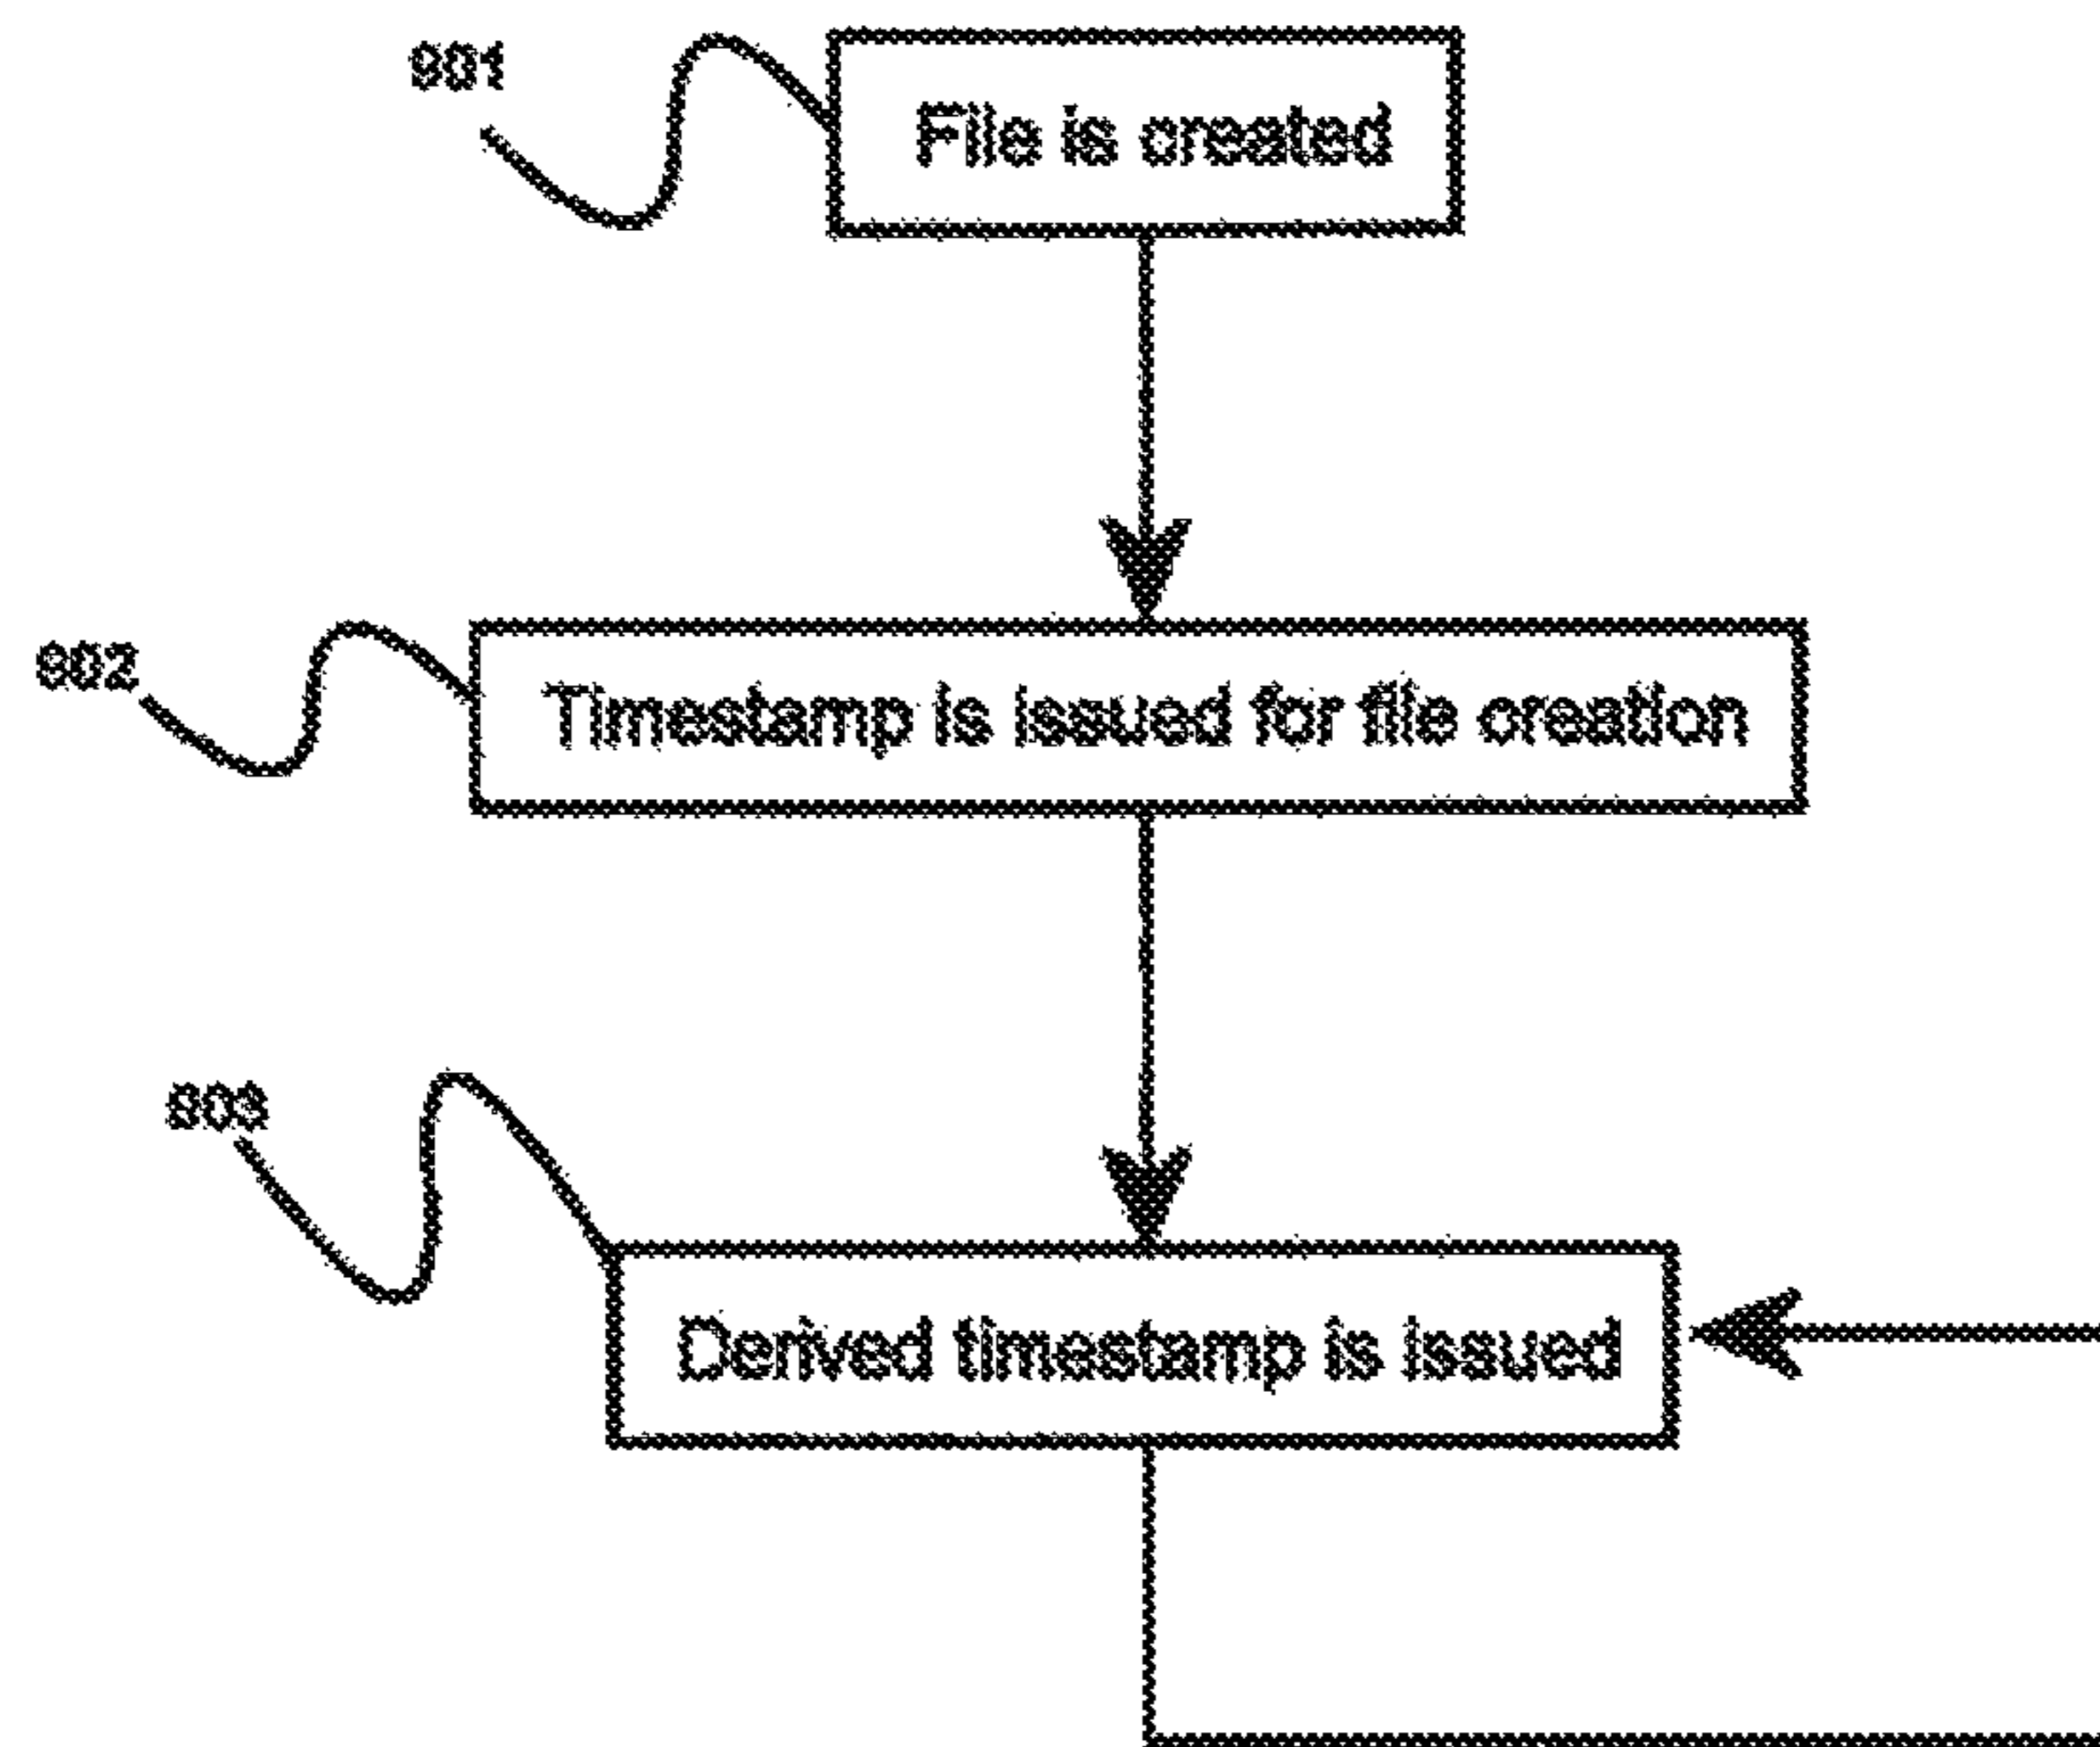 901
File is created
902
Timestamp is issued for file creation
903
Derived timestamp is issued